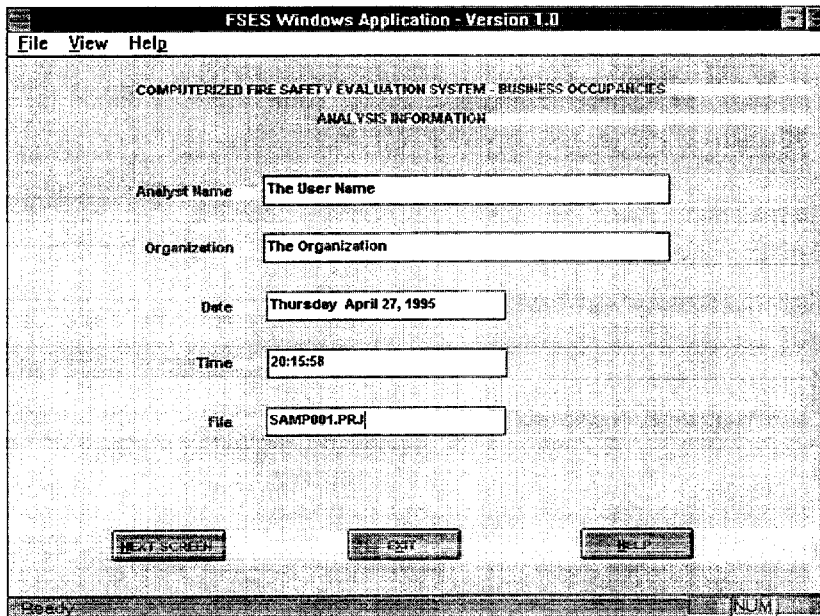 FSES Windows Application - Version 1.0
File View Help
COMPUTERIZED FIRE SAFETY EVALUATION SYSTEM - BUSINESS OCCUPANCIES
ANALYSIS INFORMATION
Analyst Name The User Name
Organization The Organization
Date Thursday April 27, 1995
Time 20:15:58
File SAMP001.PRJ
NEXT SCREEN EXIT HELP
Ready NUM